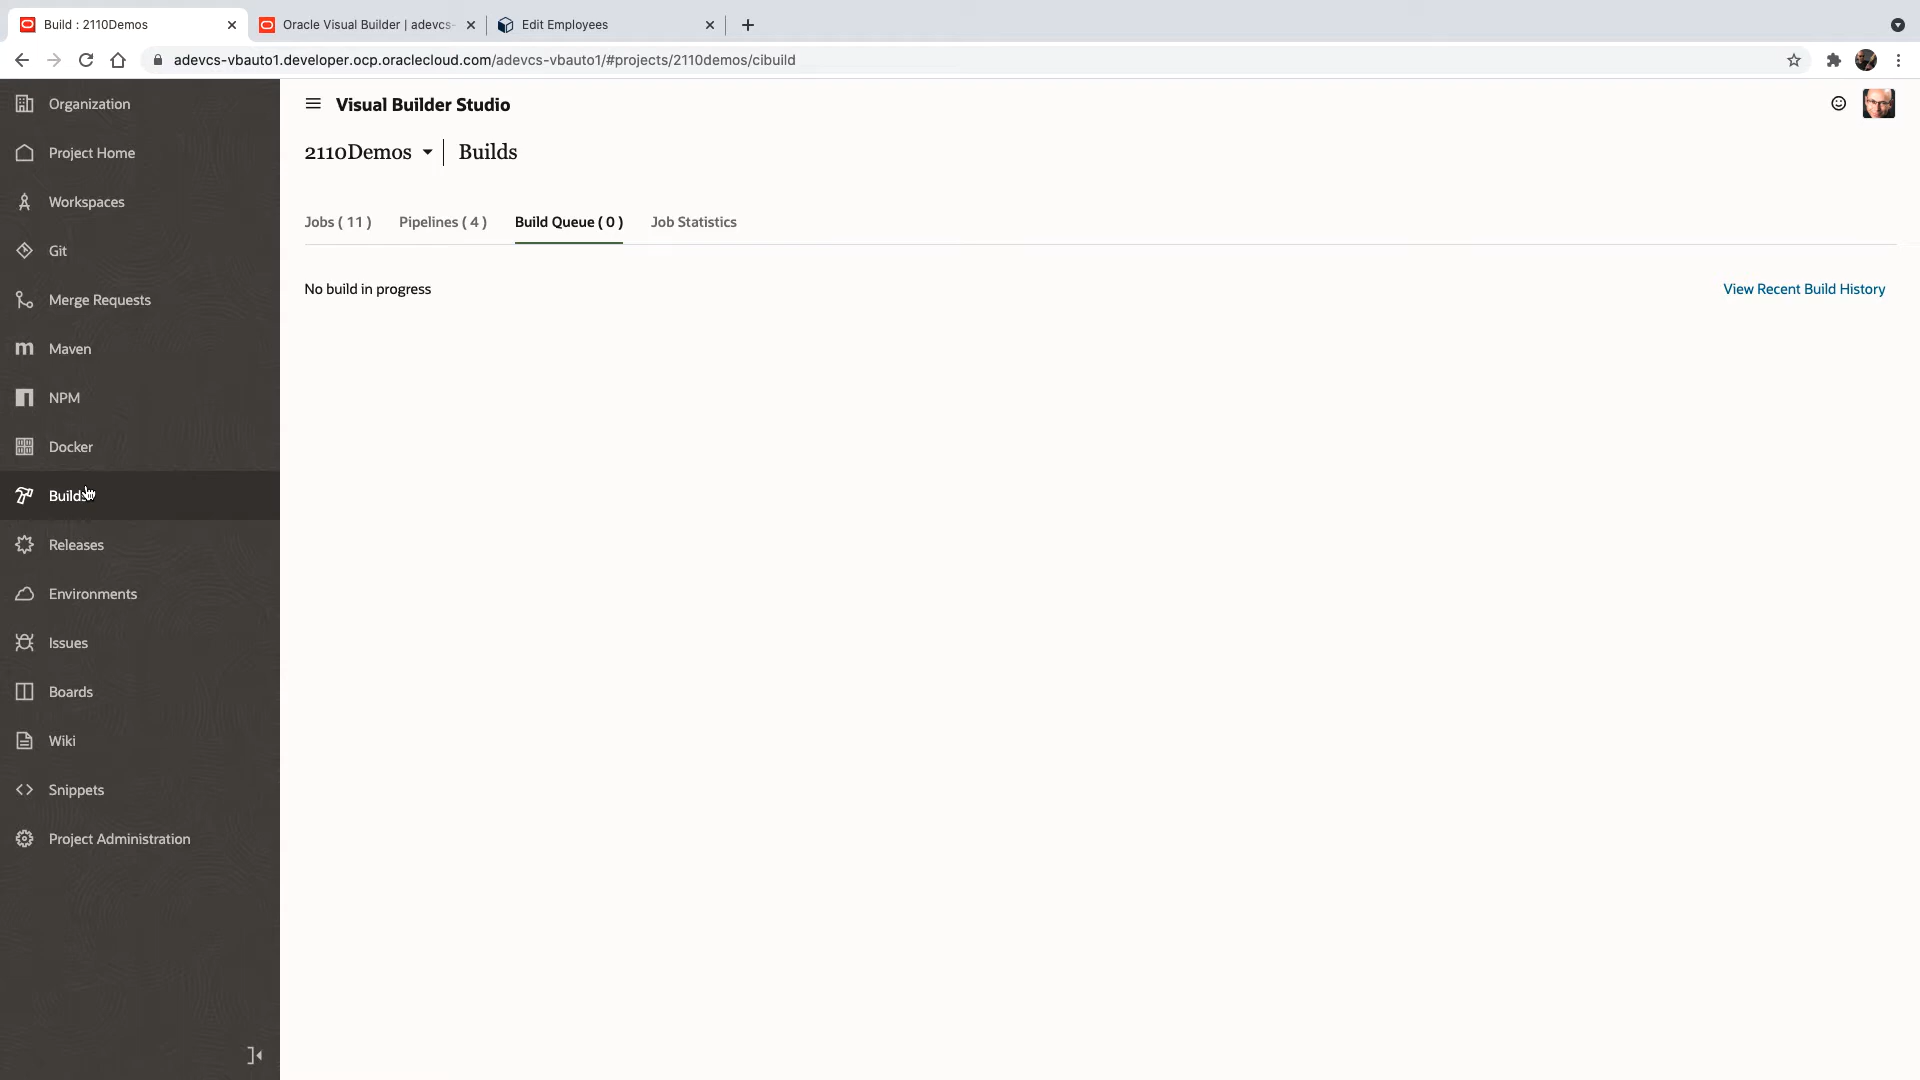 Build : 2110Demos
Oracle Visual Builder | adevcs-
Edit Employees
adevcs-vbauto1.developer.ocp.oraclecloud.com/adevcs-vbauto1/#projects/2110demos/cibuild
Organization
Project Home
Workspaces
Git
Merge Requests
Maven
NPM
Docker
Builds
Releases
Environments
Issues
Boards
Wiki
Snippets
Project Administration
Visual Builder Studio
2110Demos
Builds
Jobs ( 11 )
Pipelines ( 4 )
Build Queue ( 0 )
Job Statistics
No build in progress
View Recent Build History